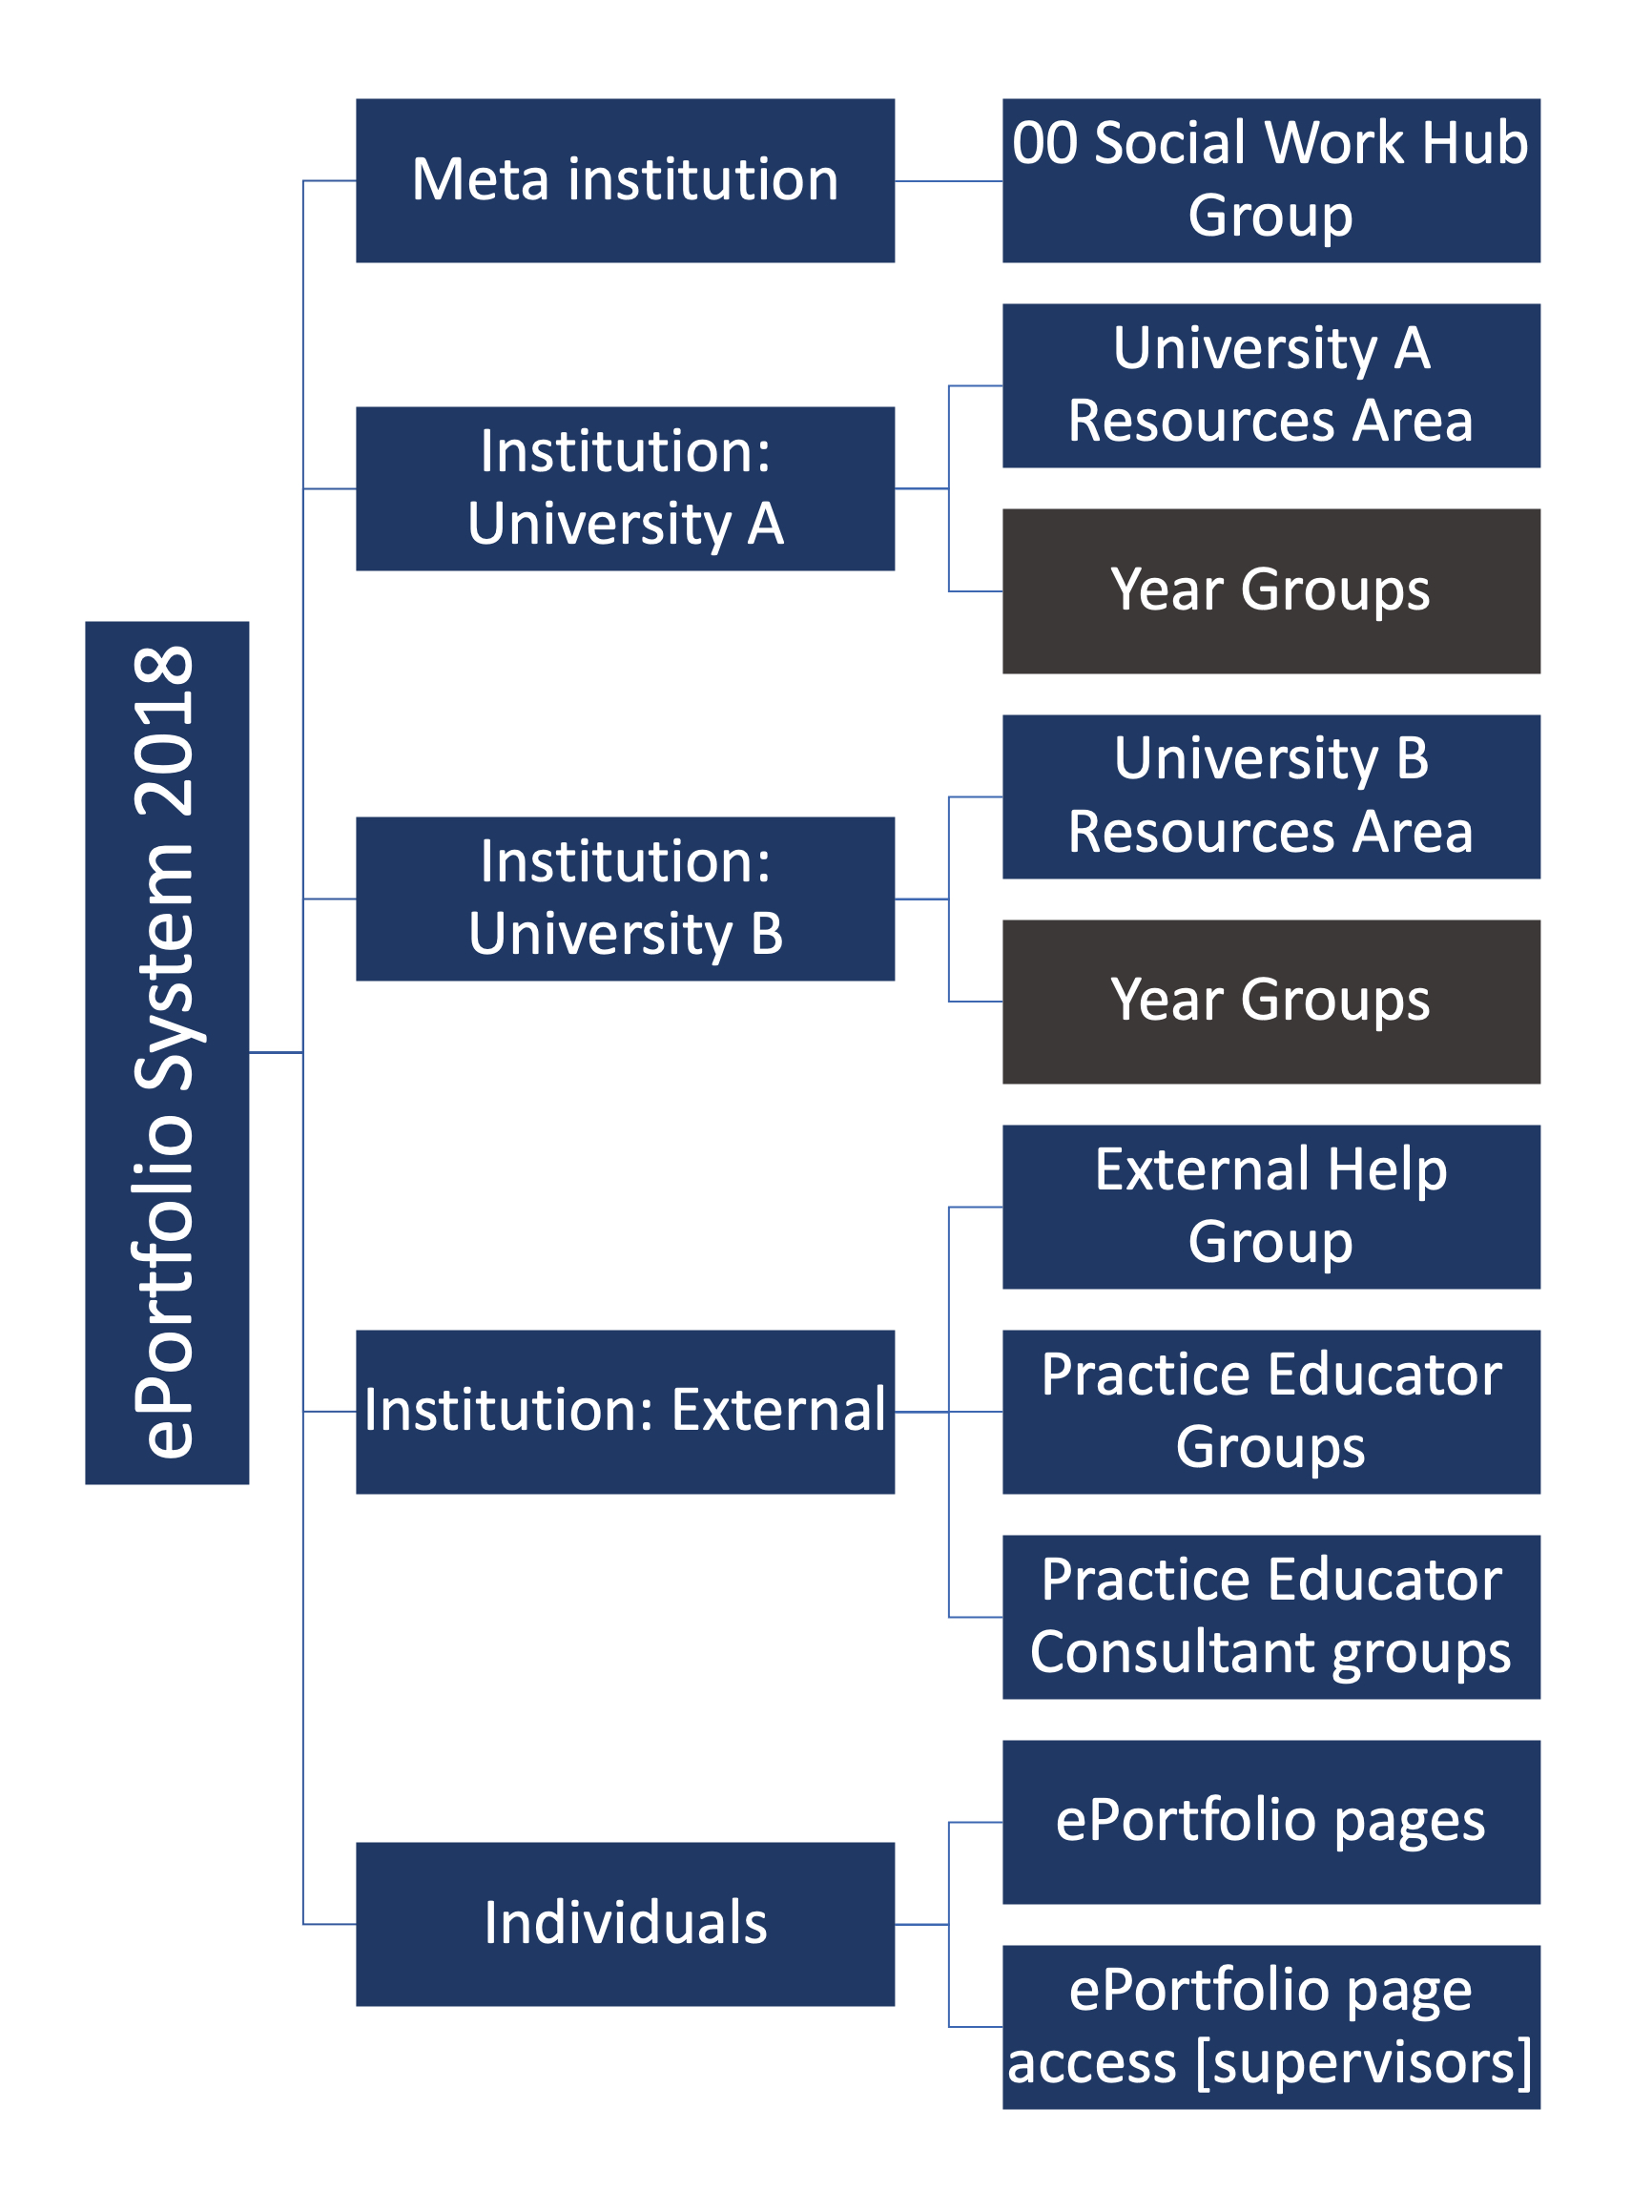 ePortfolio System 2018
Meta institution
00 Social Work Hub
Group
Institution:
University A
University A
Resources Area
Year Groups
Institution:
University B
University B
Resources Area
Year Groups
Institution: External
External Help
Group
Practice Educator
Groups
Practice Educator
Consultant groups
Individuals
ePortfolio pages
ePortfolio page
access [supervisors]